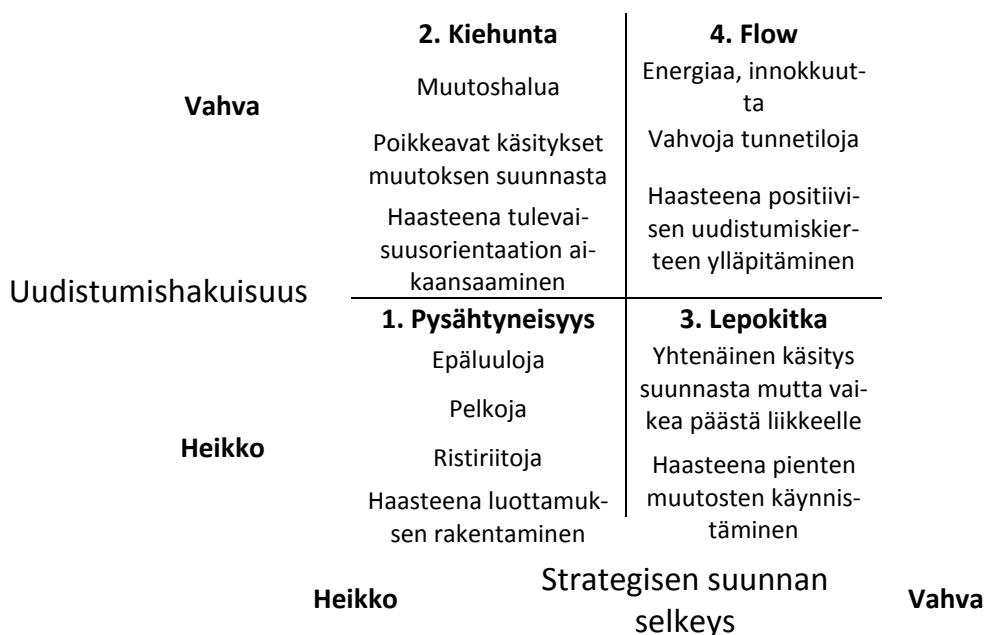 2. Kiehunta
4. Flow
Vahva
Muutoshalua
Poikkeavat käsitykset
muutoksen suunnasta
Haasteena tulevai-
suusorientaation ai-
kaansaaminen
Energiaa, innokkuut-
ta
Vahvoja tunnetiloja
Haasteena positiivi-
sen uudistumiskier-
teen ylläpitäminen
Uudistumishakuisuus
1. Pysähtyneisyys
3. Lepokitka
Heikko
Epäluuloja
Pelkoja
Ristiriitoja
Haasteena luottamuk-
sen rakentaminen
Yhtenäinen käsitys
suunnasta mutta vai-
kea päästä liikkeelle
Haasteena pienten
muutosten käynnis-
täminen
Heikko
Strategisen suunnan
selkeys
Vahva